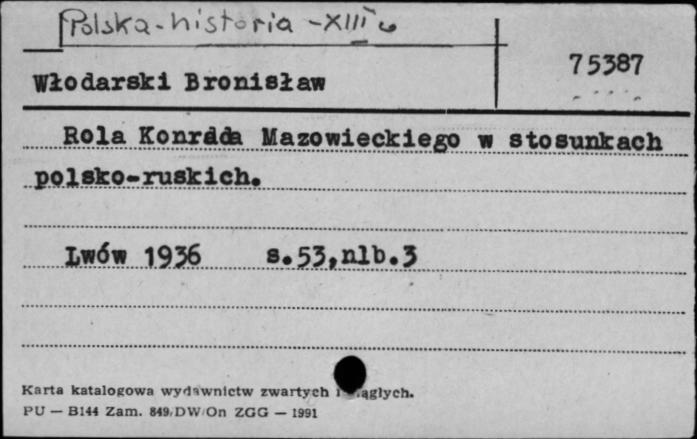 Polska-historia-XIII w
75387
Włodarski Bronisław
Rola Konrada Mazowieckiego w stosunkach
polsko-ruskich.
Lwów 1936 s.53,nlb.3
Karta katalogowa wydawnictw zwartych i ciągłych.
PU — B144 Zam. 849/DW/On ZGG — 1991